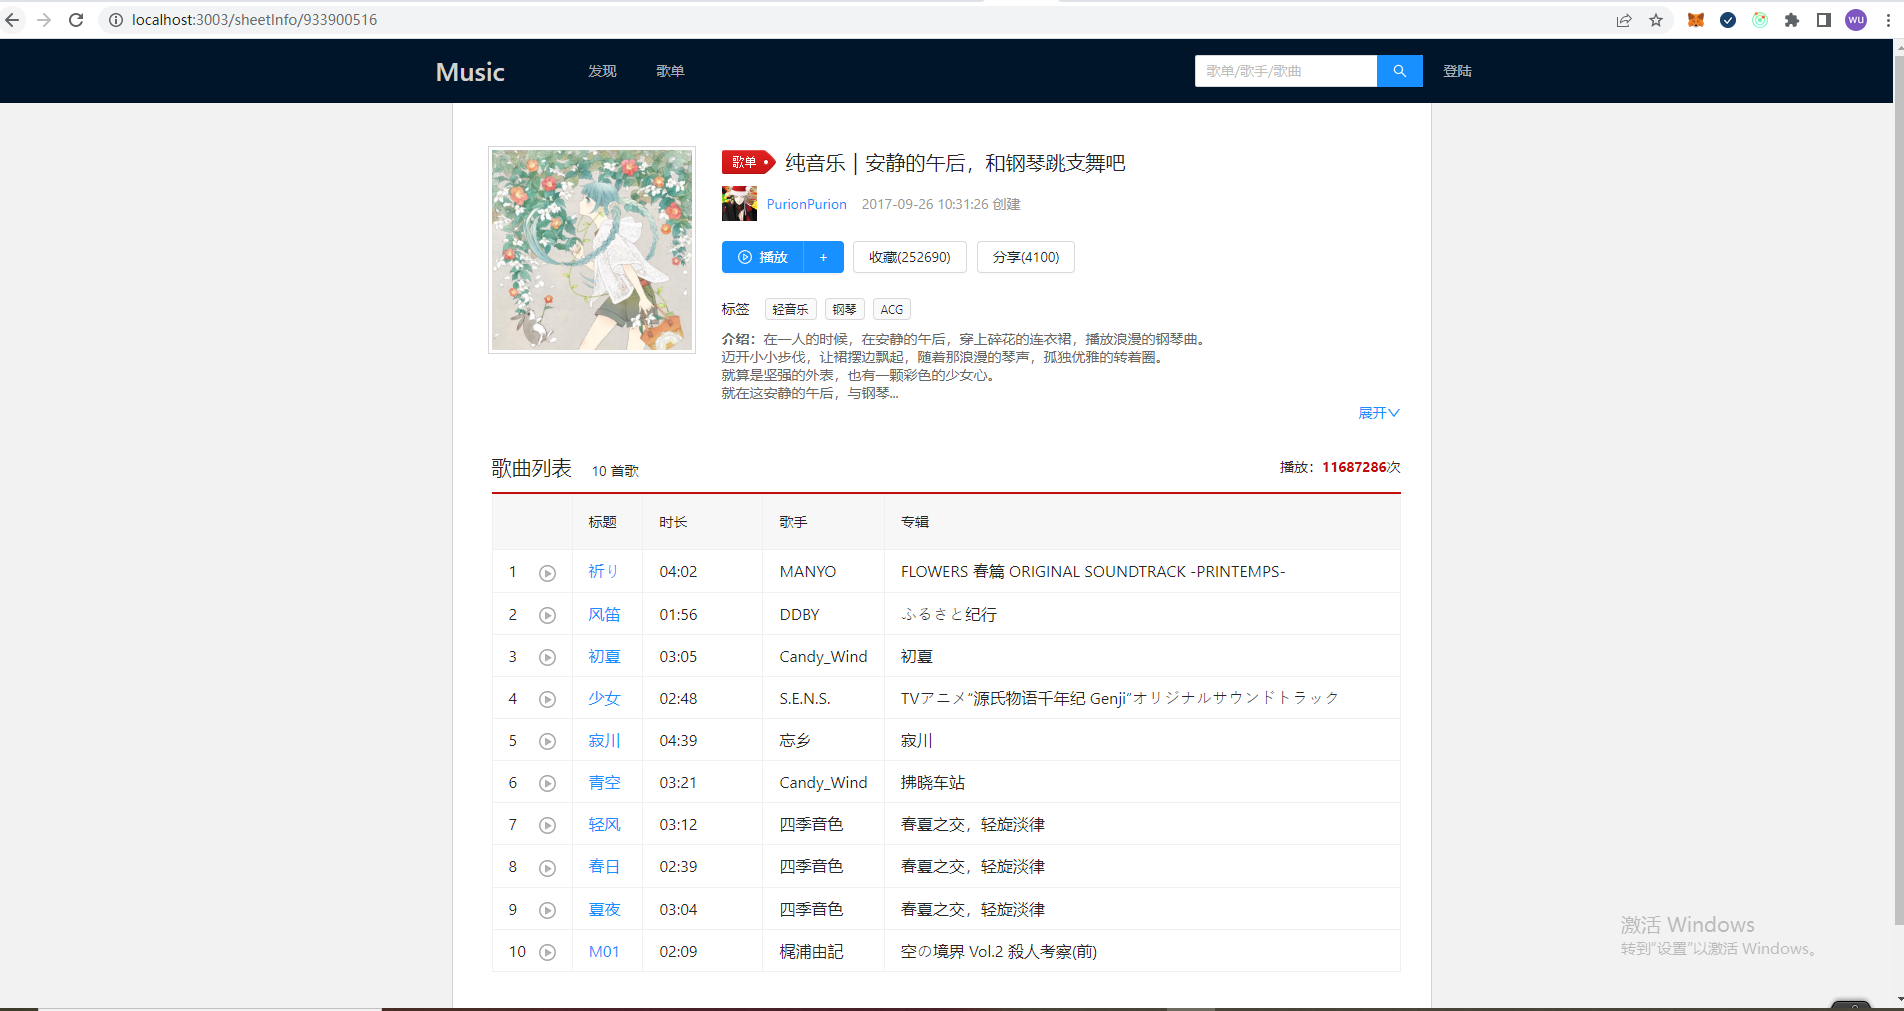 localhost:3003/sheetInfo/933900516
wu
Music
发现
歌单
歌单/歌手/歌曲
登陆
歌单
纯音乐 | 安静的午后，和钢琴跳支舞吧
PurionPurion 2017-09-26 10:31:26 创建
播放 +
收藏(252690)
分享(4100)
标签 轻音乐 钢琴 ACG
介绍：在一人的时候，在安静的午后，穿上碎花的连衣裙，播放浪漫的钢琴曲。
迈开小小步伐，让裙摆边飘起，随着那浪漫的琴声，孤独优雅的转着圈。
就算是坚强的外表，也有一颗彩色的少女心。
就在这安静的午后，与钢琴...
展开
歌曲列表 10 首歌
播放：11687286次
标题 时长 歌手 专辑
1 祈り 04:02 MANYO FLOWERS 春篇 ORIGINAL SOUNDTRACK -PRINTEMPS-
2 风笛 01:56 DDBY ふるさと纪行
3 初夏 03:05 Candy_Wind 初夏
4 少女 02:48 S.E.N.S. TVアニメ“源氏物语千年纪 Genji”オリジナルサウンドトラック
5 寂川 04:39 忘乡 寂川
6 青空 03:21 Candy_Wind 拂晓车站
7 轻风 03:12 四季音色 春夏之交，轻旋淡律
8 春日 02:39 四季音色 春夏之交，轻旋淡律
9 夏夜 03:04 四季音色 春夏之交，轻旋淡律
10 M01 02:09 梶浦由記 空の境界 Vol.2 殺人考察(前)
激活 Windows
转到"设置"以激活 Windows。